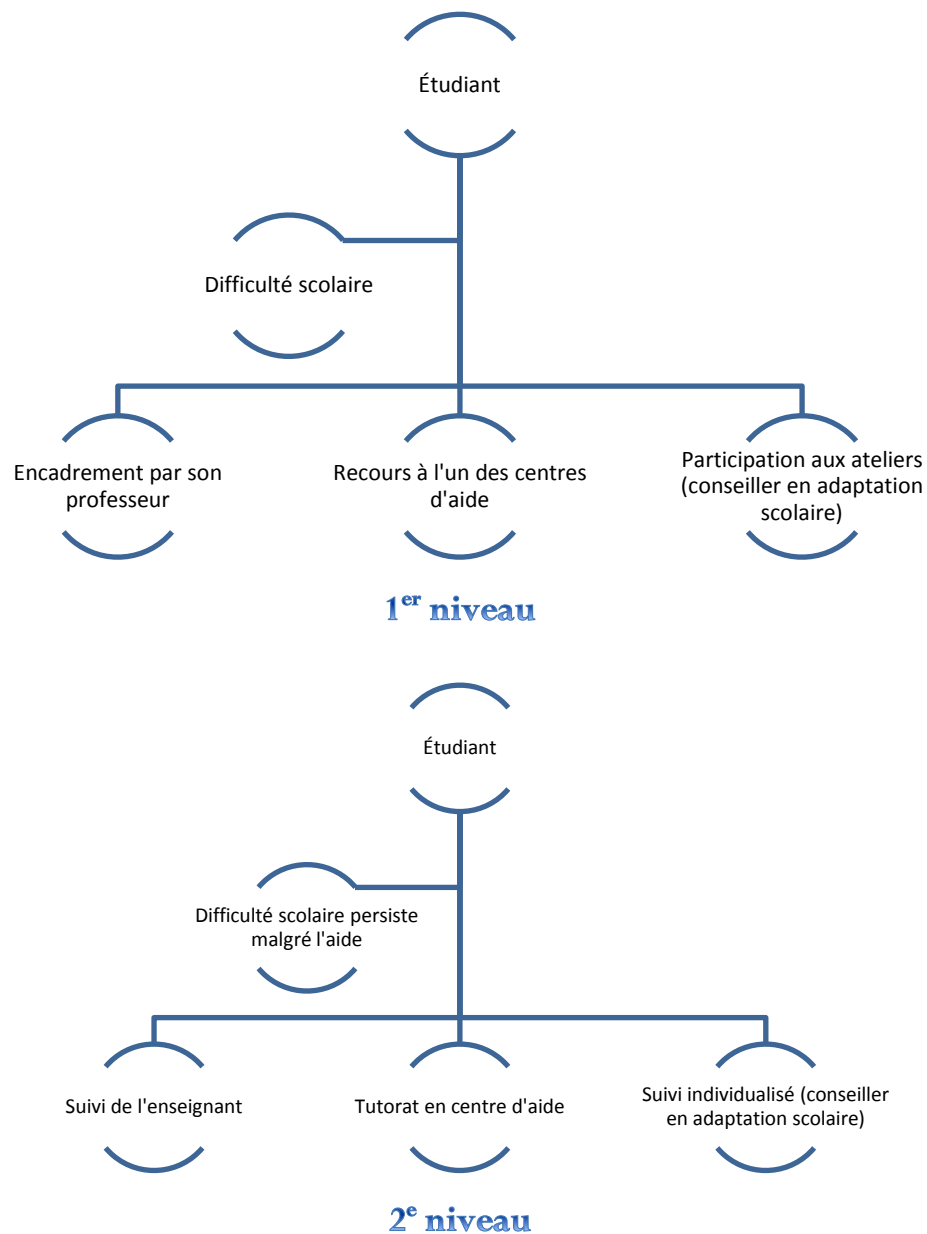 Étudiant
Difficulté scolaire
Encadrement par son
professeur
Recours à l'un des centres
d'aide
Participation aux ateliers
(conseiller en adaptation
scolaire)
1er niveau
Étudiant
Difficulté scolaire persiste
malgré l'aide
Suivi de l'enseignant
Tutorat en centre d'aide
Suivi individualisé (conseiller
en adaptation scolaire)
2e niveau